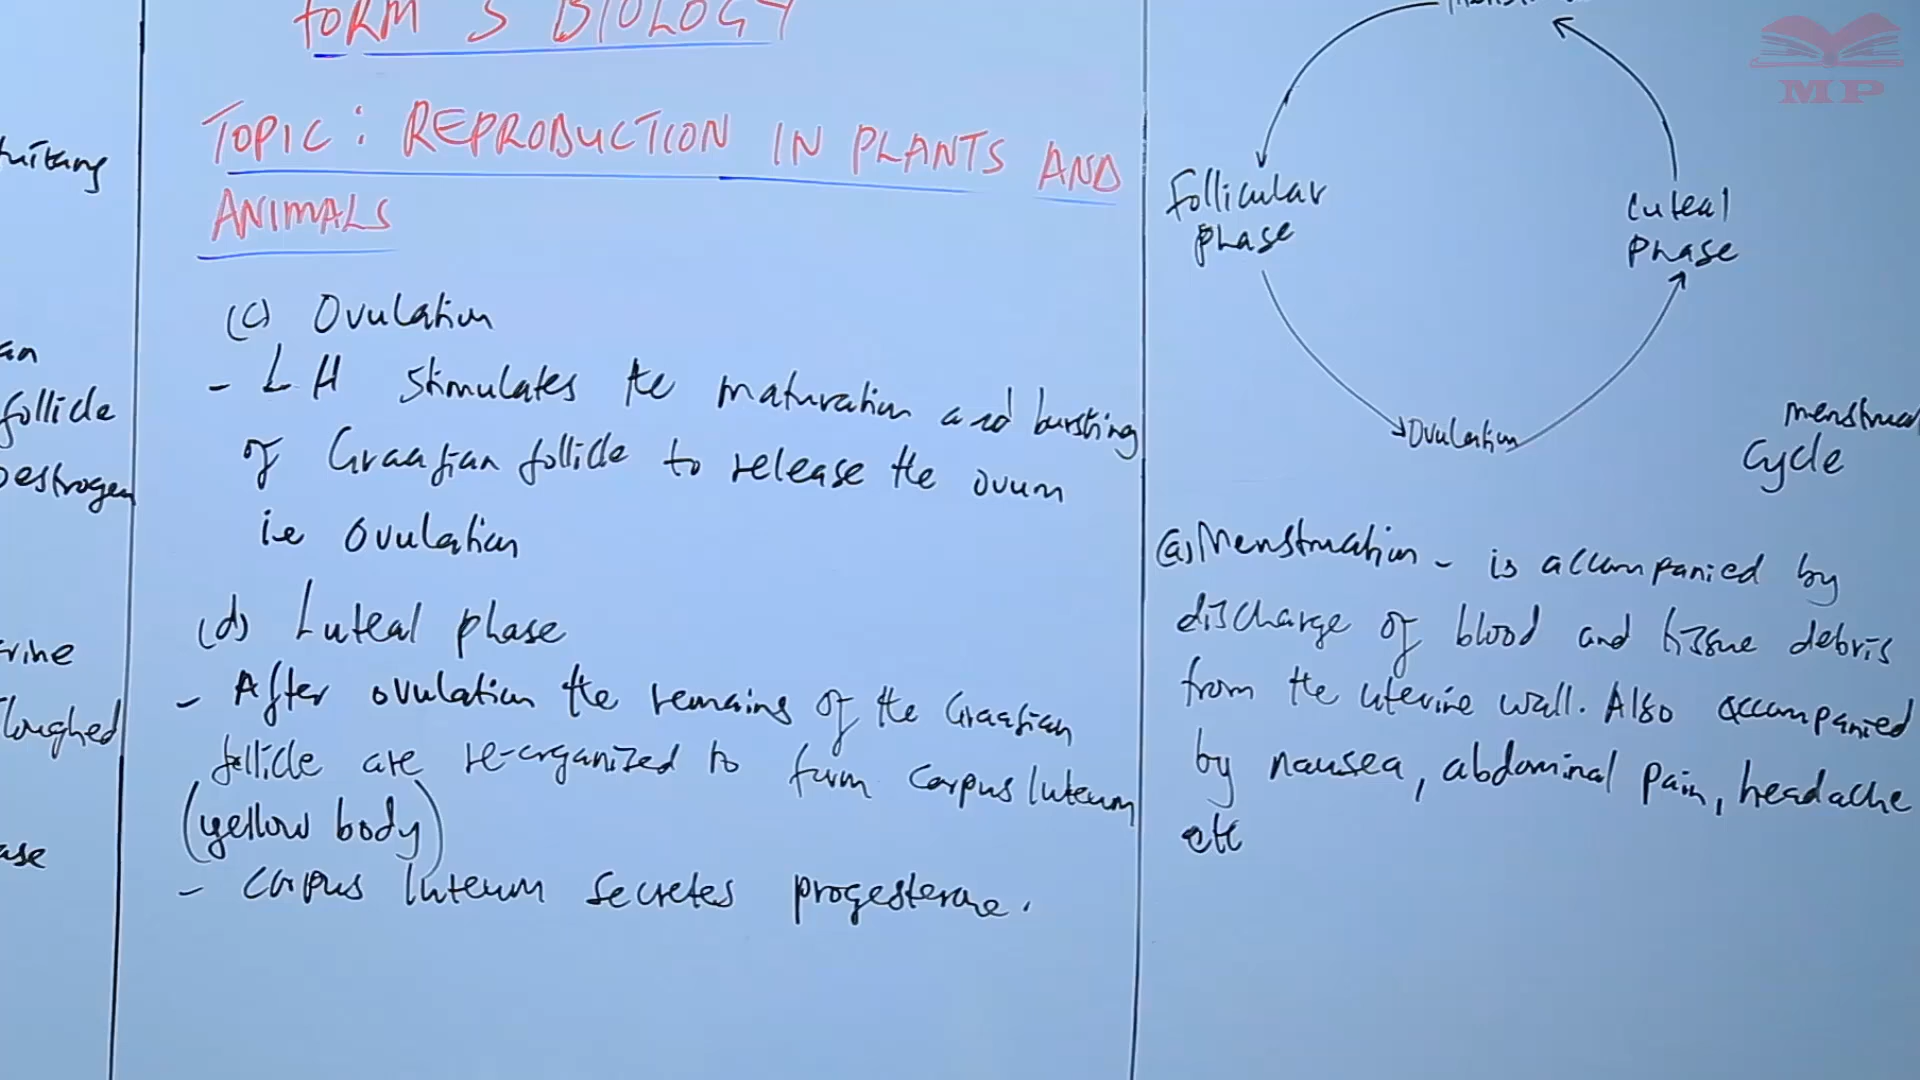 FORM 3 BIOLOGY
TOPIC: REPRODUCTION IN PLANTS AND
ANIMALS
(c) Ovulation
- LH stimulates the maturation and bursting
of Graafian follicle to release the ovum
i.e ovulation
(d) Luteal phase
- After ovulation the remains of the Graafian
follicle are re-organized to form corpus luteum
(yellow body)
- Corpus luteum secretes progesterone.
follicle
oestrogen
MP
Follicular
phase
Luteal
Phase
Ovulation
menstrual
Cycle
(a) Menstruation - is accompanied by
discharge of blood and tissue debris
from the uterine wall. Also accompanied
by nausea, abdominal pain, headache
etc